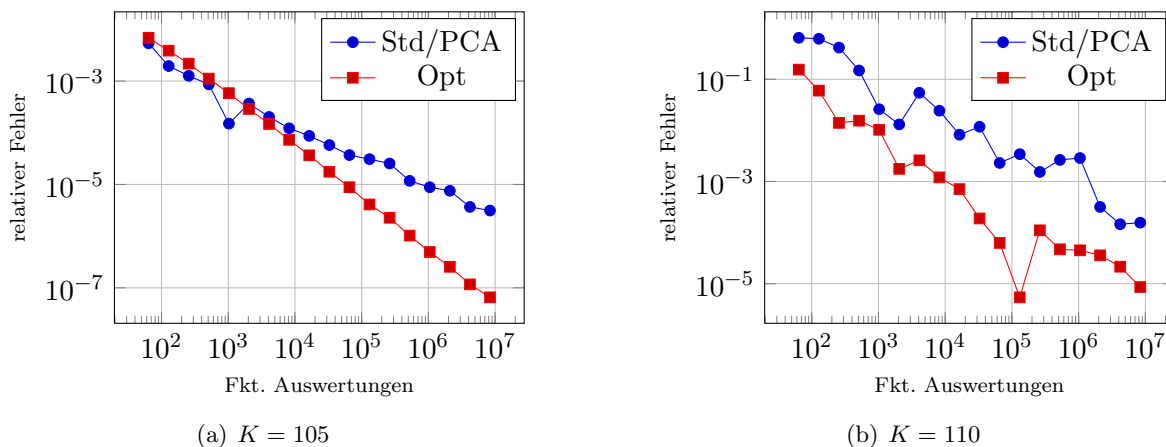 Std/PCA
Opt
10^−3
10^−5
10^−7
relativer Fehler
10^2 10^3 10^4 10^5 10^6 10^7
Fkt. Auswertungen
(a) K = 105
Std/PCA
Opt
10^−1
10^−3
10^−5
relativer Fehler
10^2 10^3 10^4 10^5 10^6 10^7
Fkt. Auswertungen
(b) K = 110